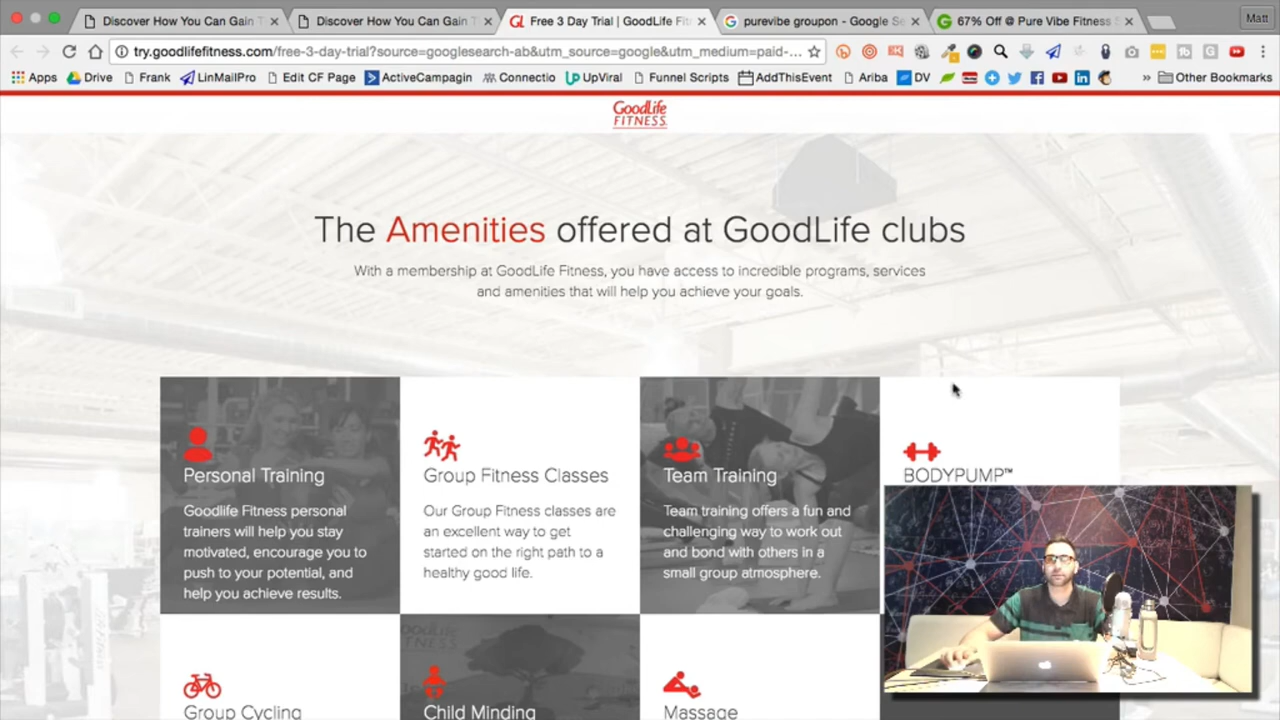 Discover How You Can Gain T
Discover How You Can Gain T
GL Free 3 Day Trial | GoodLife Fitn
purevibe groupon - Google Se
67% Off @ Pure Vibe Fitness S
Matt
try.goodlifefitness.com/free-3-day-trial?source=googlesearch-ab&utm_source=google&utm_medium=paid-...
Apps
Drive
Frank
LinMailPro
Edit CF Page
ActiveCampagin
Connectio
UpViral
Funnel Scripts
AddThisEvent
Ariba
DV
Other Bookmarks
GoodLife
FITNESS
The Amenities offered at GoodLife clubs
With a membership at GoodLife Fitness, you have access to incredible programs, services
and amenities that will help you achieve your goals.
Personal Training
Goodlife Fitness personal
trainers will help you stay
motivated, encourage you to
push to your potential, and
help you achieve results.
Group Fitness Classes
Our Group Fitness classes are
an excellent way to get
started on the right path to a
healthy good life.
Team Training
Team training offers a fun and
challenging way to work out
and bond with others in a
small group atmosphere.
BODYPUMP™
Group Cycling
Child Minding
Massage